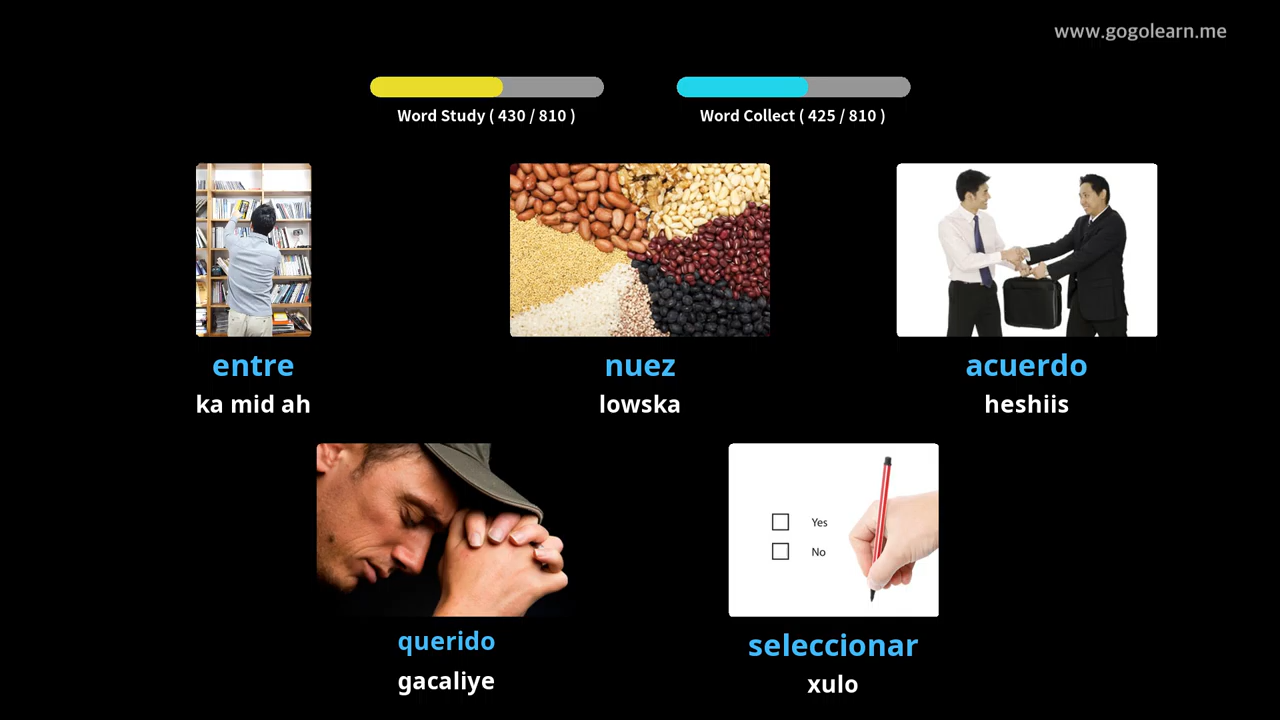 www.gogolearn.me
Word Study ( 430 / 810 )
Word Collect ( 425 / 810 )
entre
ka mid ah
nuez
lowska
acuerdo
heshiis
querido
gacaliye
Yes
No
seleccionar
xulo